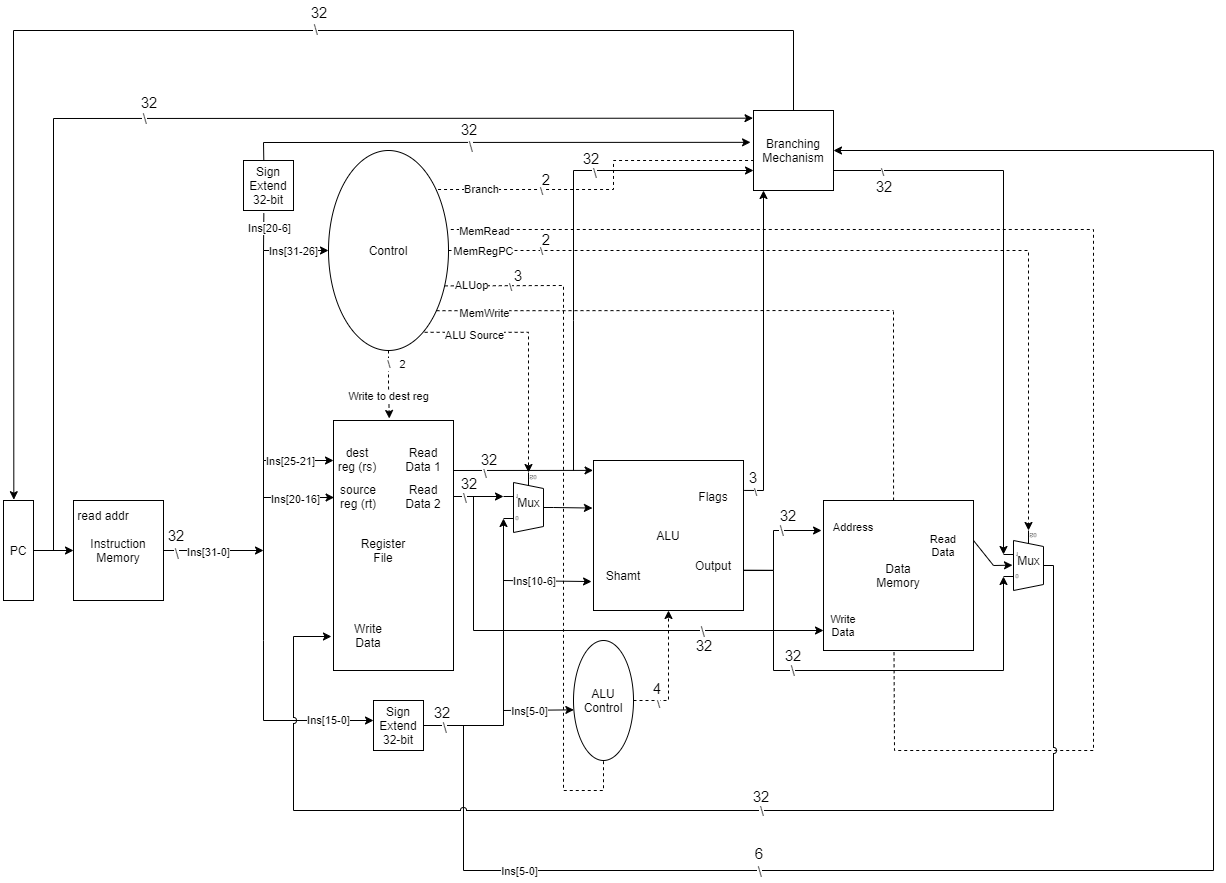 32
32
32
Branching
Mechanism
32
32
Sign
Extend
32-bit
Ins[20-6]
Ins[31-26]
Control
Branch
2
MemRead
MemRegPC
2
ALUop
3
MemWrite
ALU Source
2
Write to dest reg
Ins[25-21]
dest
reg (rs)
Read
Data 1
32
Ins[20-16]
source
reg (rt)
Read
Data 2
32
Mux
1
0
Register
File
Write
Data
PC
read addr
Instruction
Memory
32
Ins[31-0]
Flags
3
ALU
Output
Shamt
Ins[10-6]
32
Address
Read
Data
Data
Memory
Write
Data
Mux
32
32
ALU
Control
4
Ins[5-0]
Ins[15-0]
Sign
Extend
32-bit
32
32
6
Ins[5-0]